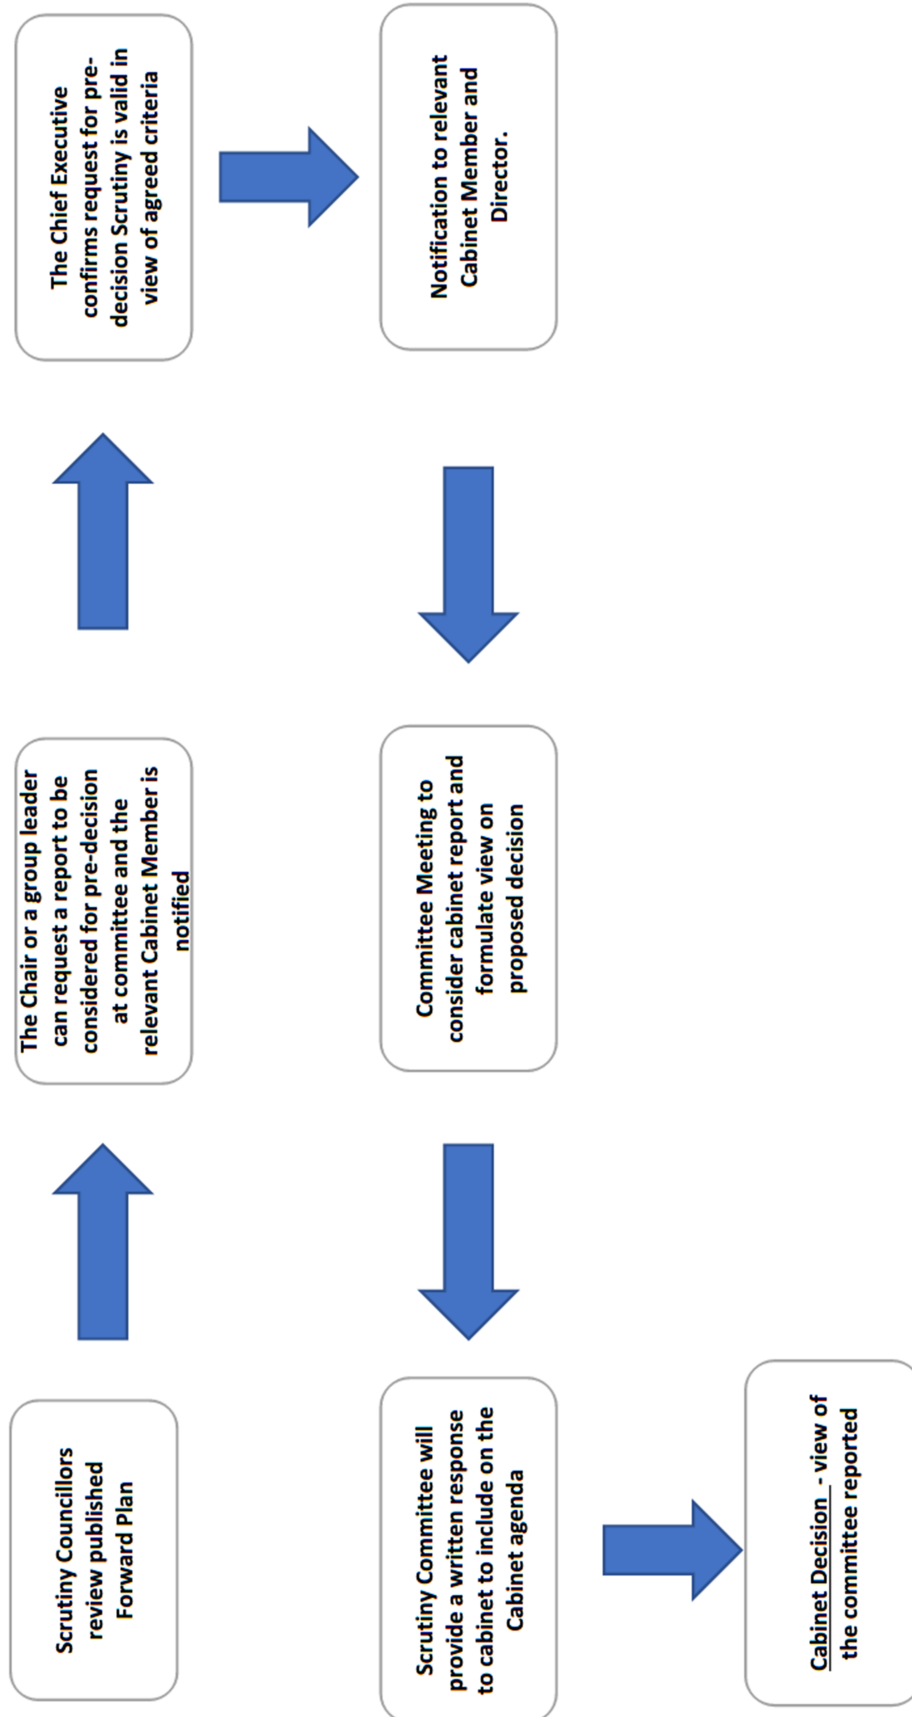 Scrutiny Councillors
review published
Forward Plan
The Chair or a group leader
can request a report to be
considered for pre-decision
at committee and the
relevant Cabinet Member is
notified
The Chief Executive
confirms request for pre-
decision Scrutiny is valid in
view of agreed criteria
Notification to relevant
Cabinet Member and
Director.
Committee Meeting to
consider cabinet report and
formulate view on
proposed decision
Scrutiny Committee will
provide a written response
to cabinet to include on the
Cabinet agenda
Cabinet Decision - view of
the committee reported